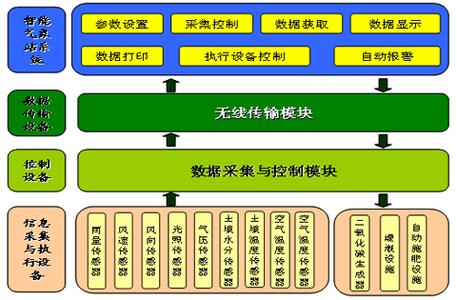 智能
气象
站系
统
参数设置
采集控制
数据获取
数据显示
数据打印
执行设备控制
自动报警
数据
传输
设备
无线传输模块
控制
设备
数据采集与控制模块
信息
采集
与执
行设
备
雨量传感器
风速传感器
风向传感器
光照传感器
气压传感器
土壤水分传感器
土壤温度传感器
空气温度传感器
空气温度传感器
二氧化碳生成器
灌溉设施
自动施肥设施